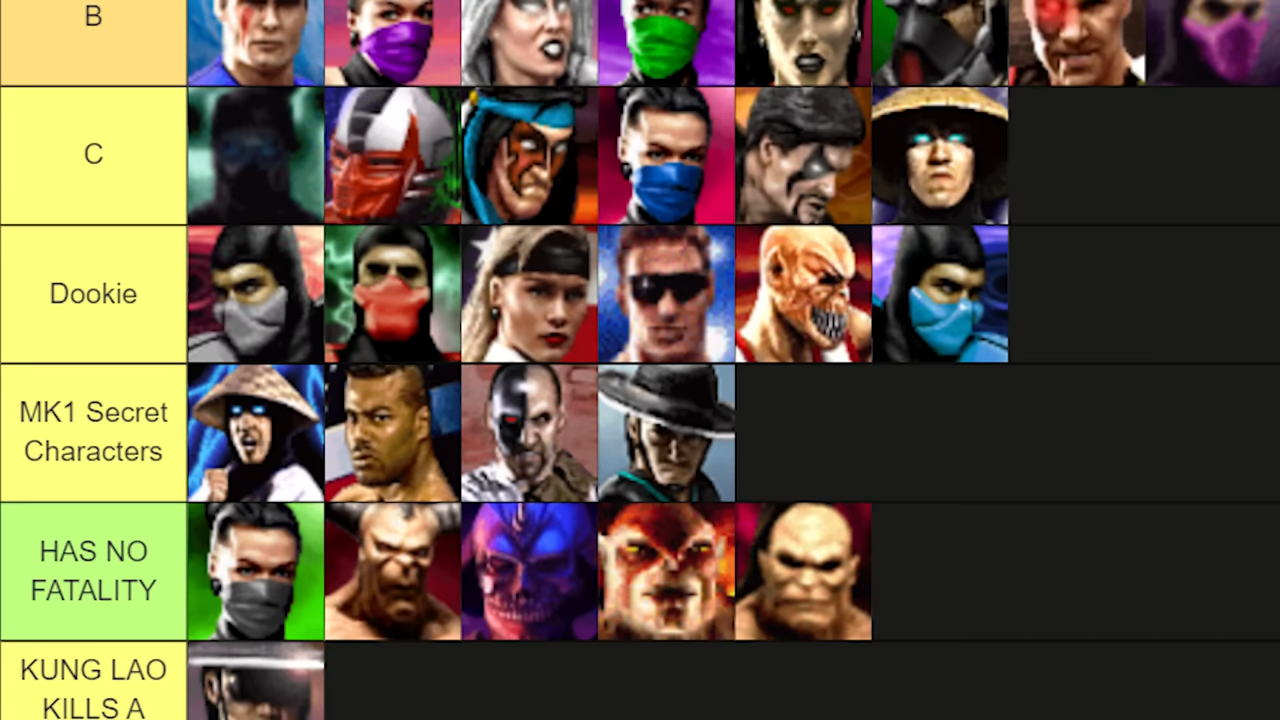 B
C
Dookie
MK1 Secret
Characters
HAS NO
FATALITY
KUNG LAO
KILLS A